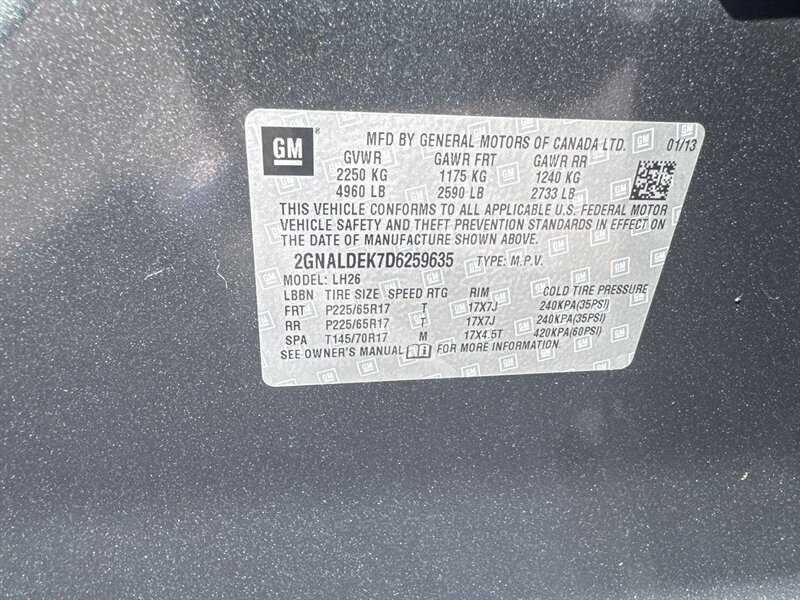 GM
MFD BY GENERAL MOTORS OF CANADA LTD. 01/13
GVWR GAWR FRT GAWR RR
2250 KG 1175 KG 1240 KG
4960 LB 2590 LB 2733 LB
THIS VEHICLE CONFORMS TO ALL APPLICABLE U.S. FEDERAL MOTOR
VEHICLE SAFETY AND THEFT PREVENTION STANDARDS IN EFFECT ON
THE DATE OF MANUFACTURE SHOWN ABOVE.
2GNALDEK7D6259635 TYPE: M.P.V.
MODEL: LH26
LBBN TIRE SIZE SPEED RTG RIM COLD TIRE PRESSURE
FRT P225/65R17 T 17X7J 240KPA(35PSI)
RR P225/65R17 T 17X7J 240KPA(35PSI)
SPA T145/70R17 M 17X4.5T 420KPA(60PSI)
SEE OWNER'S MANUAL FOR MORE INFORMATION.